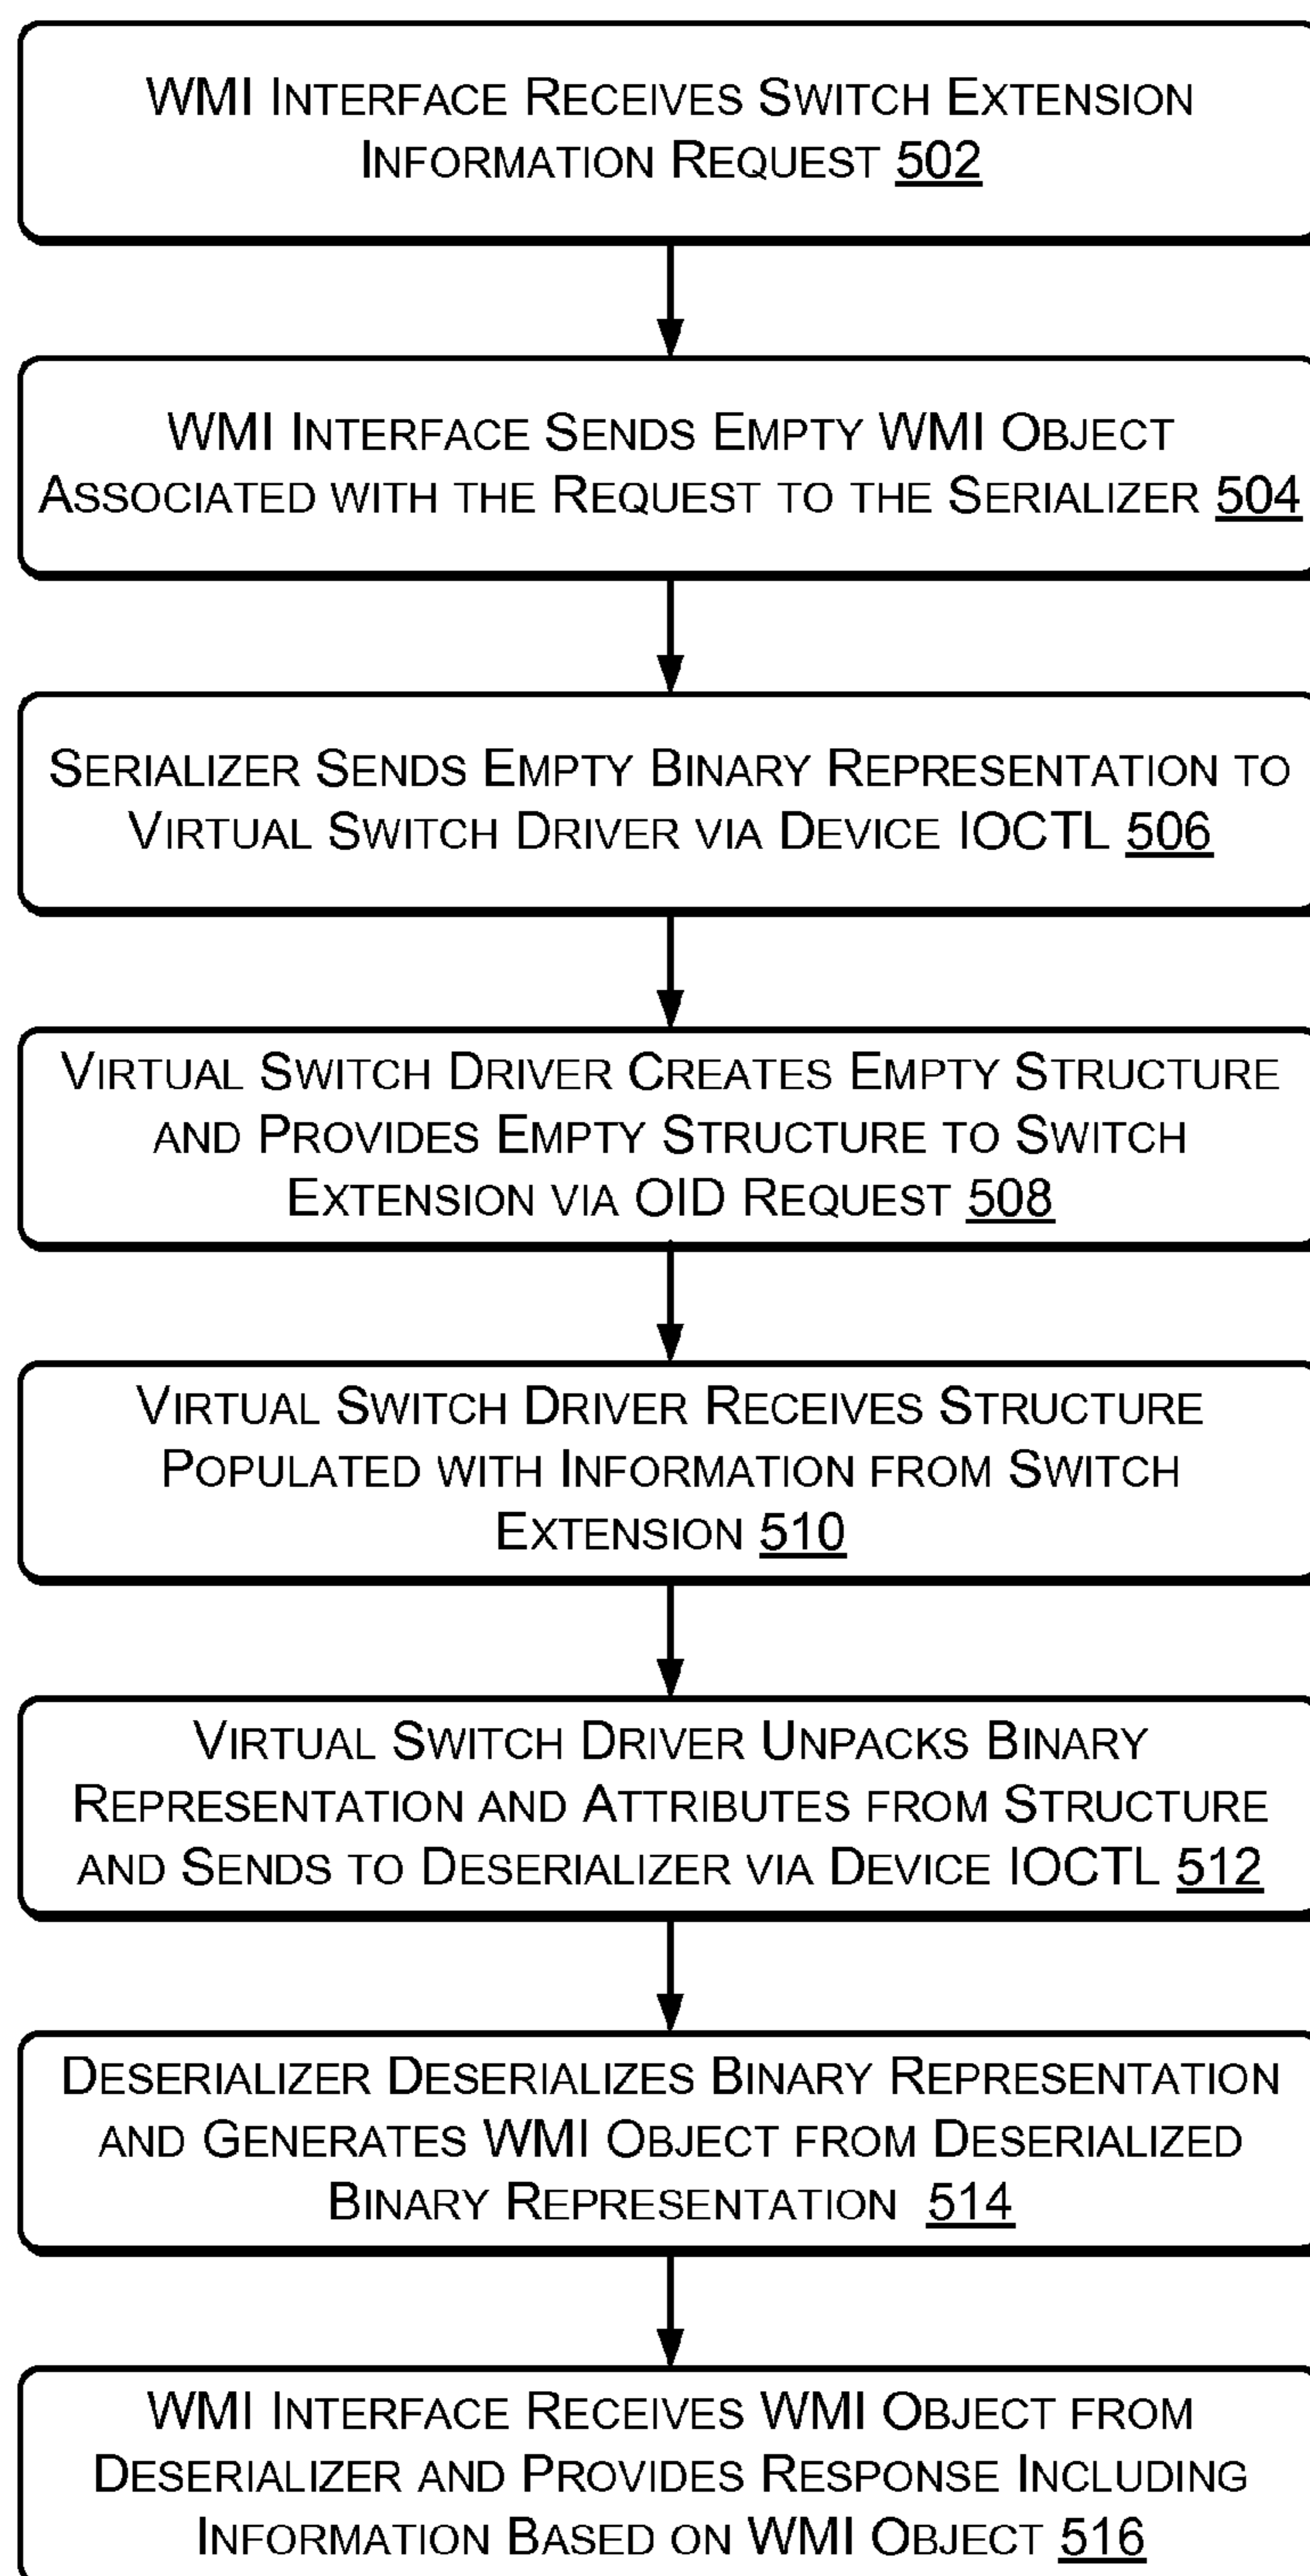 WMI INTERFACE RECEIVES SWITCH EXTENSION
INFORMATION REQUEST 502
WMI INTERFACE SENDS EMPTY WMI OBJECT
ASSOCIATED WITH THE REQUEST TO THE SERIALIZER 504
SERIALIZER SENDS EMPTY BINARY REPRESENTATION TO
VIRTUAL SWITCH DRIVER VIA DEVICE IOCTL 506
VIRTUAL SWITCH DRIVER CREATES EMPTY STRUCTURE
AND PROVIDES EMPTY STRUCTURE TO SWITCH
EXTENSION VIA OID REQUEST 508
VIRTUAL SWITCH DRIVER RECEIVES STRUCTURE
POPULATED WITH INFORMATION FROM SWITCH
EXTENSION 510
VIRTUAL SWITCH DRIVER UNPACKS BINARY
REPRESENTATION AND ATTRIBUTES FROM STRUCTURE
AND SENDS TO DESERIALIZER VIA DEVICE IOCTL 512
DESERIALIZER DESERIALIZES BINARY REPRESENTATION
AND GENERATES WMI OBJECT FROM DESERIALIZED
BINARY REPRESENTATION 514
WMI INTERFACE RECEIVES WMI OBJECT FROM
DESERIALIZER AND PROVIDES RESPONSE INCLUDING
INFORMATION BASED ON WMI OBJECT 516